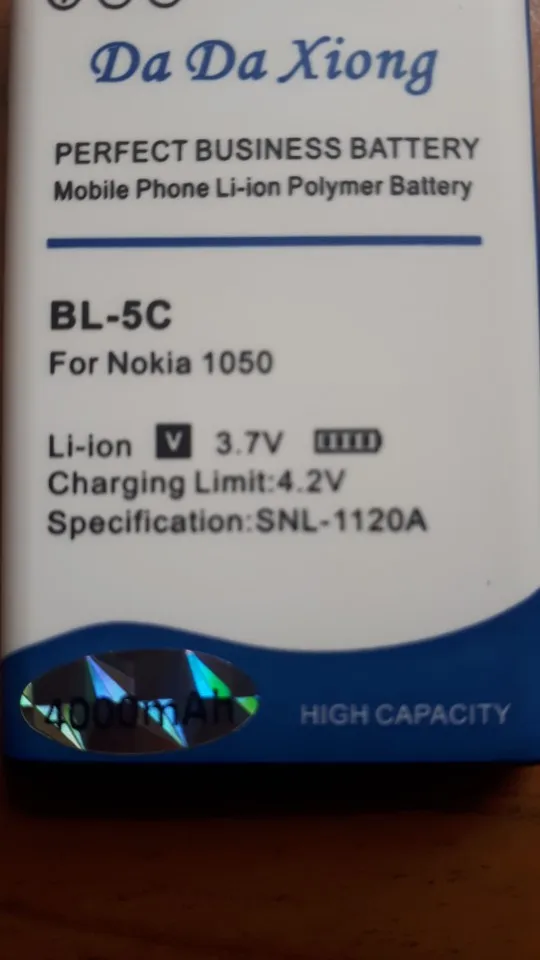 Da Da Xiong
PERFECT BUSINESS BATTERY
Mobile Phone Li-ion Polymer Battery
BL-5C
For Nokia 1050
Li-ion V 3.7V
Charging Limit:4.2V
Specification:SNL-1120A
4000mAh
HIGH CAPACITY